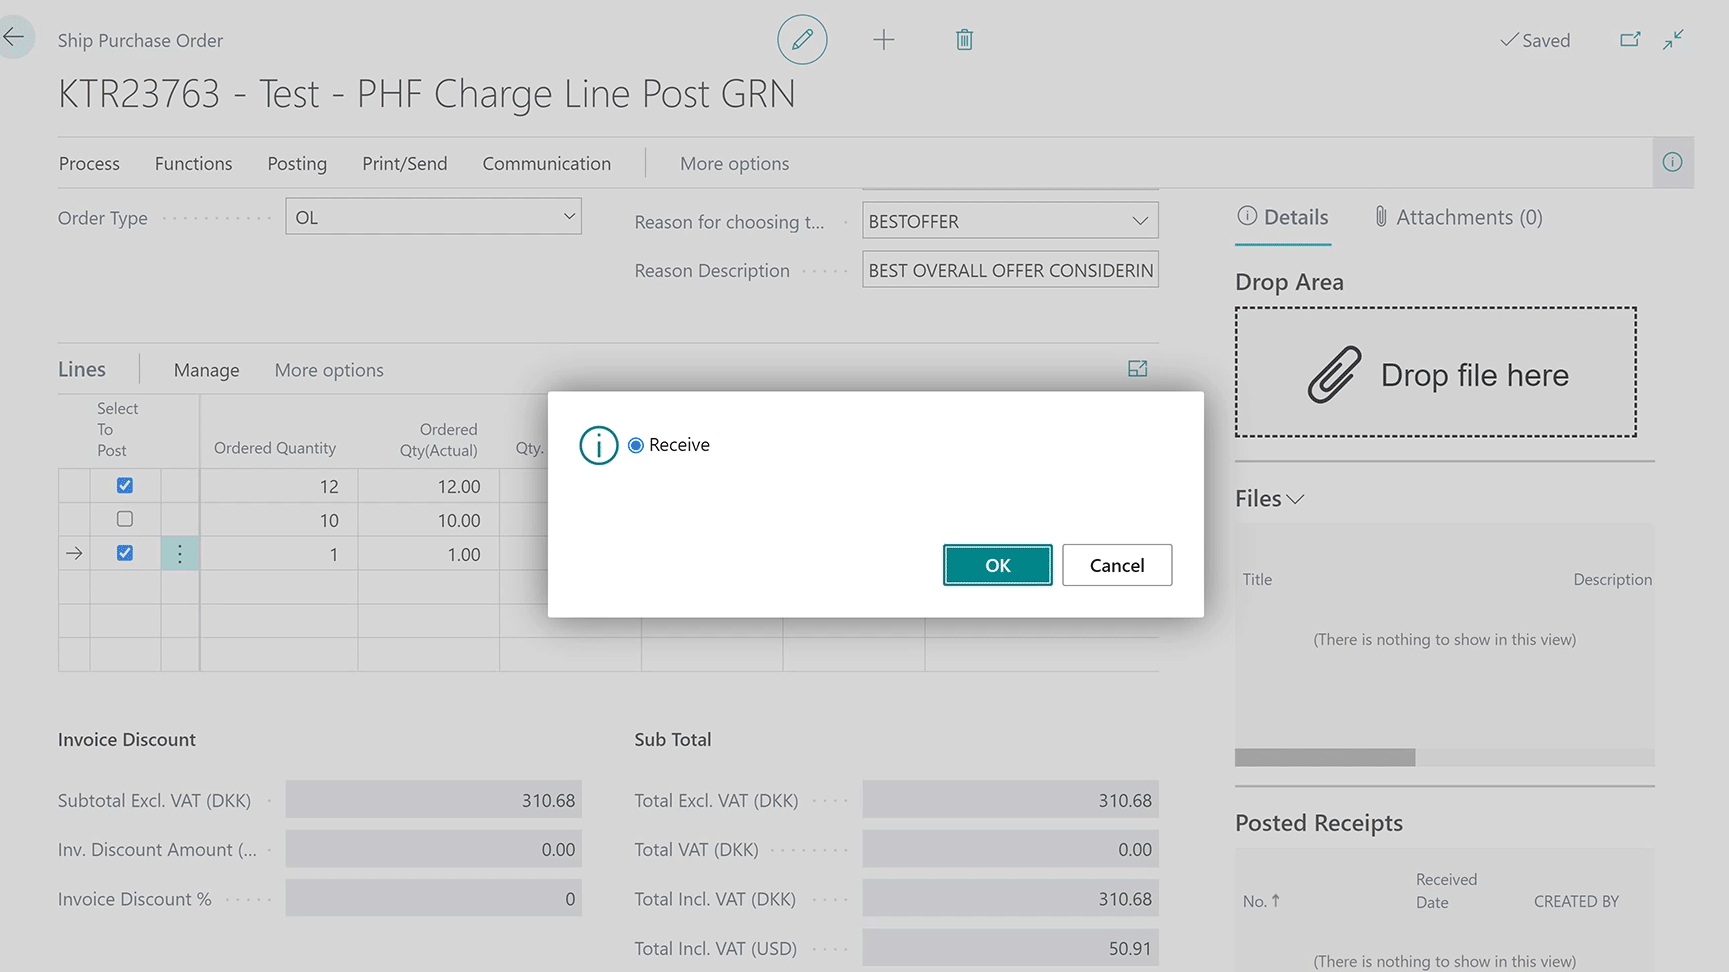 Ship Purchase Order
Saved
KTR23763 - Test - PHF Charge Line Post GRN
Process Functions Posting Print/Send Communication More options
Order Type OL
Reason for choosing t... BESTOFFER
Reason Description BEST OVERALL OFFER CONSIDERIN
Details Attachments (0)
Drop Area
Drop file here
Lines Manage More options
Select To Post
Ordered Quantity
Ordered Qty(Actual)
Qty.
12 12.00
10 10.00
1 1.00
Receive
OK Cancel
Files
Title Description
(There is nothing to show in this view)
Invoice Discount
Subtotal Excl. VAT (DKK) 310.68
Inv. Discount Amount (... 0.00
Invoice Discount % 0
Sub Total
Total Excl. VAT (DKK) 310.68
Total VAT (DKK) 0.00
Total Incl. VAT (DKK) 310.68
Total Incl. VAT (USD) 50.91
Posted Receipts
No. ↑ Received Date CREATED BY
(There is nothing to show in this view)